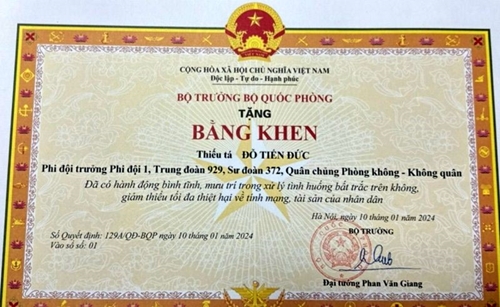 CỘNG HÒA XÃ HỘI CHỦ NGHĨA VIỆT NAM
Độc lập - Tự do - Hạnh phúc
BỘ TRƯỞNG BỘ QUỐC PHÒNG
TẶNG
BẰNG KHEN
Thiếu tá ĐỖ TIẾN ĐỨC
Phi đội trưởng Phi đội 1, Trung đoàn 929, Sư đoàn 372, Quân chủng Phòng không - Không quân
Đã có hành động bình tĩnh, mưu trí trong xử lý tình huống bất trắc trên không,
giảm thiểu tối đa thiệt hại về tính mạng, tài sản của nhân dân
Hà Nội, ngày 10 tháng 01 năm 2024
Số Quyết định: 129A/QĐ-BQP ngày 10 tháng 01 năm 2024
Vào sổ số: 01
BỘ TRƯỞNG
Đại tướng Phan Văn Giang